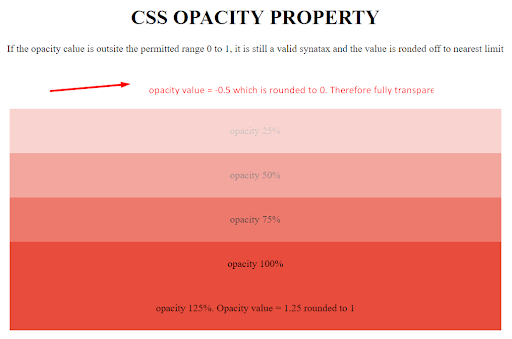 CSS OPACITY PROPERTY
If the opacity calue is outsite the permitted range 0 to 1, it is still a valid synatax and the value is ronded off to nearest limit
opacity value = -0.5 which is rounded to 0. Therefore fully transpare
opacity 25%
opacity 50%
opacity 75%
opacity 100%
opacity 125%. Opacity value = 1.25 rounded to 1